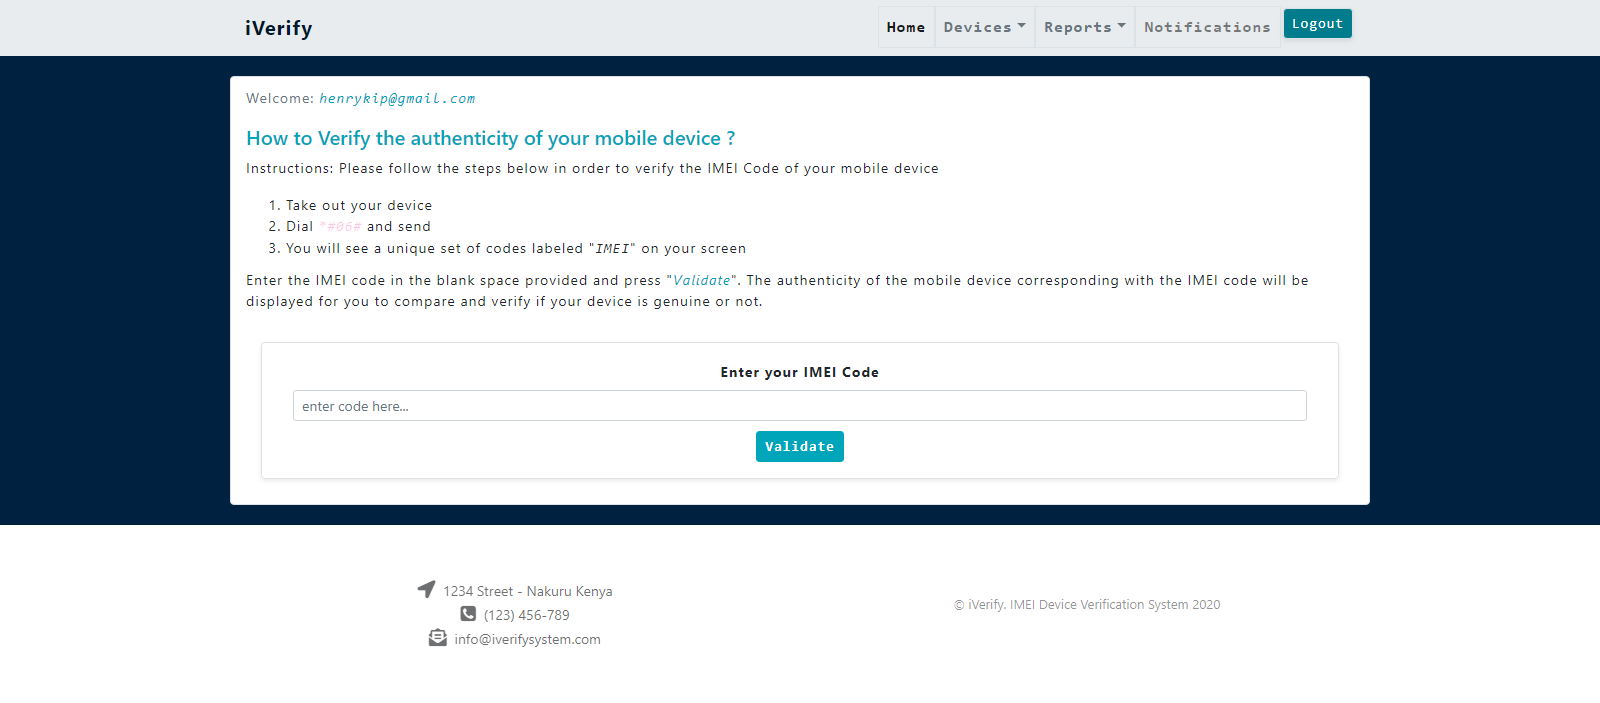 iVerify
Home
Devices
Reports
Notifications
Logout
Welcome: henrykip@gmail.com
How to Verify the authenticity of your mobile device ?
Instructions: Please follow the steps below in order to verify the IMEI Code of your mobile device
1. Take out your device
2. Dial *#06# and send
3. You will see a unique set of codes labeled "IMEI" on your screen
Enter the IMEI code in the blank space provided and press "Validate". The authenticity of the mobile device corresponding with the IMEI code will be
displayed for you to compare and verify if your device is genuine or not.
Enter your IMEI Code
enter code here...
Validate
1234 Street - Nakuru Kenya
(123) 456-789
info@iverifysystem.com
© iVerify. IMEI Device Verification System 2020